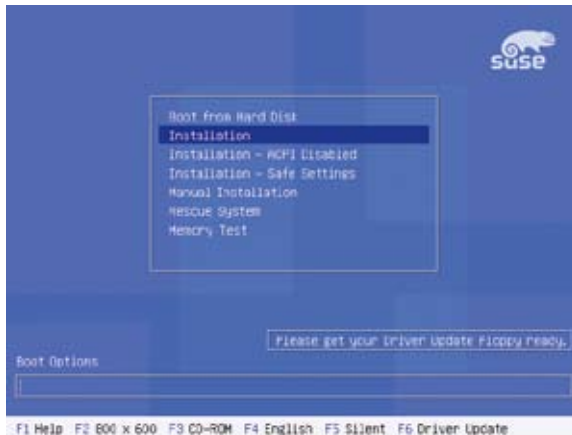 SUSE
Boot from Hard Disk
Installation
Installation - ACPI Disabled
Installation - Safe Settings
Manual Installation
Rescue System
Memory Test
Please get your Driver Update Floppy ready.
Boot Options
F1 Help F2 800 x 600 F3 CD-ROM F4 English F5 Silent F6 Driver Update